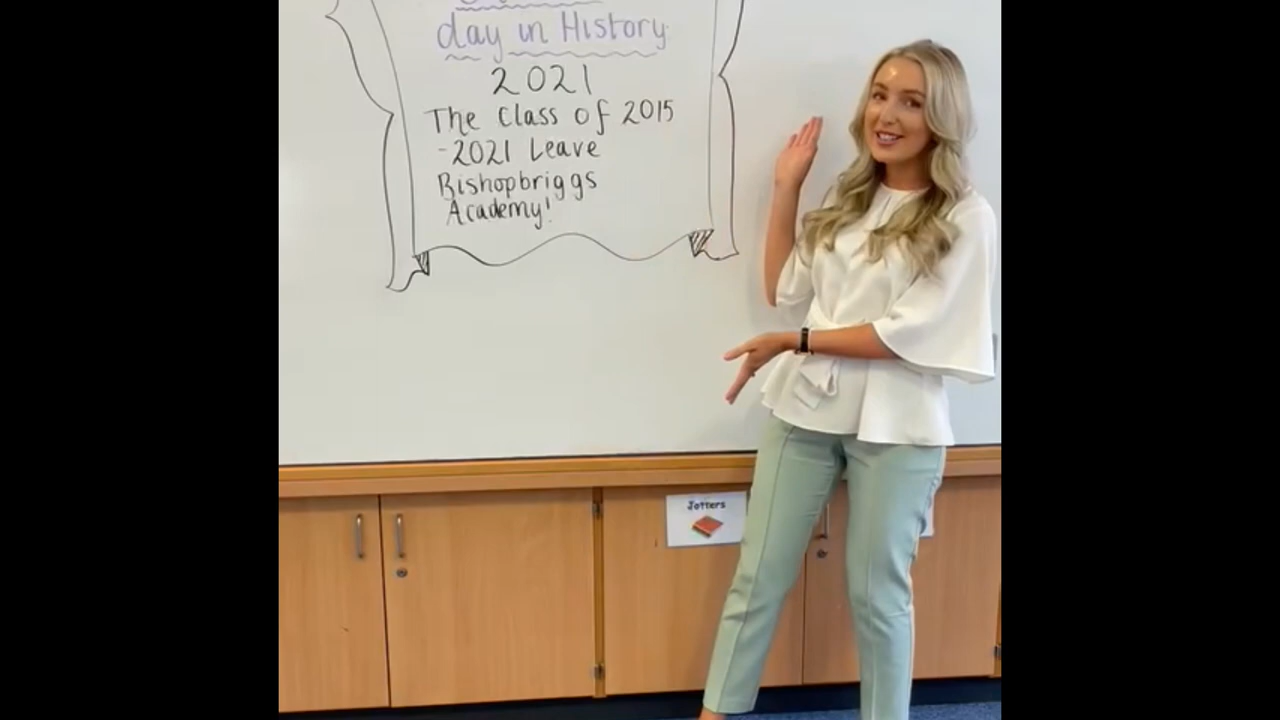 day in History
2021
The Class of 2015
-2021 Leave
Bishopbriggs
Academy!
Jotters